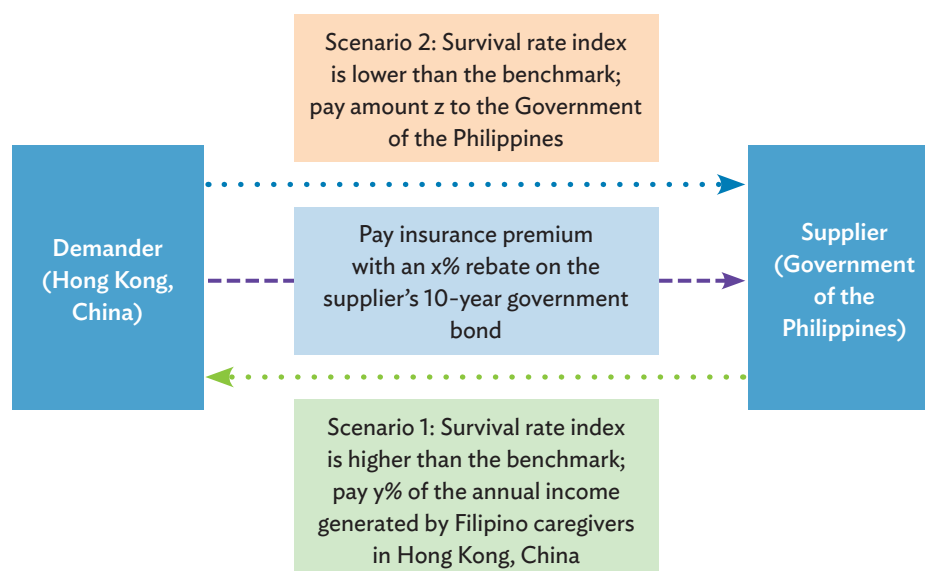 Scenario 2: Survival rate index
is lower than the benchmark;
pay amount z to the Government
of the Philippines
Demander
(Hong Kong,
China)
Pay insurance premium
with an x% rebate on the
supplier's 10-year government
bond
Supplier
(Government
of the
Philippines)
Scenario 1: Survival rate index
is higher than the benchmark;
pay y% of the annual income
generated by Filipino caregivers
in Hong Kong, China